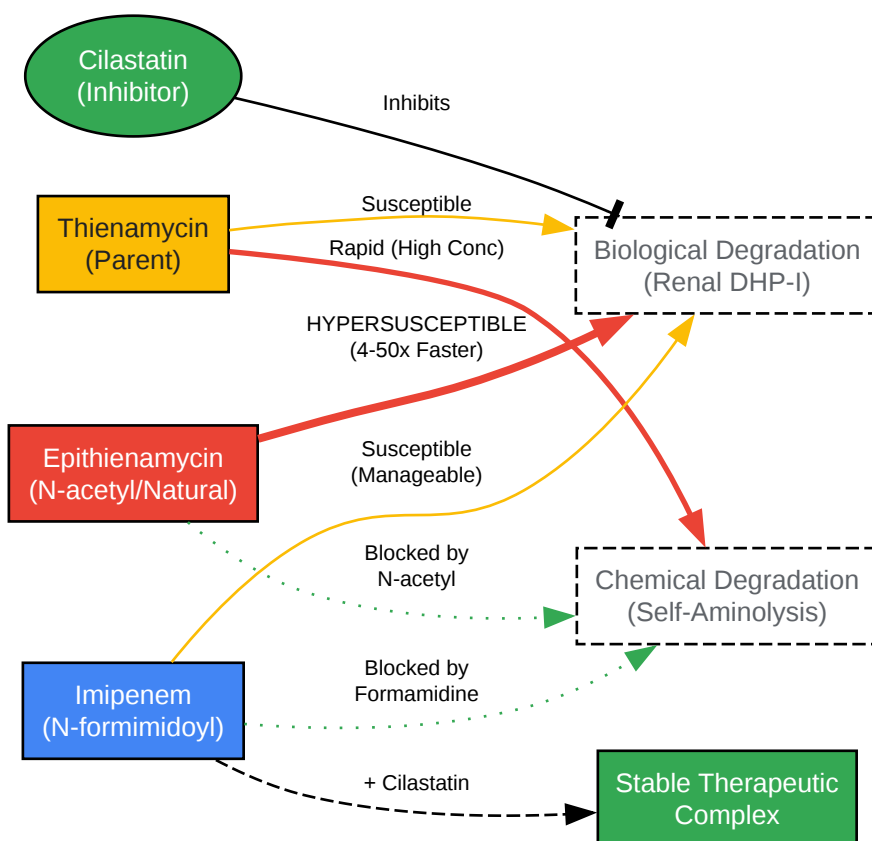 Cilastatin
(Inhibitor)
Inhibits
Thienamycin
(Parent)
Susceptible
Rapid (High Conc)
Biological Degradation
(Renal DHP-I)
HYPERSUSCEPTIBLE
(4-50x Faster)
Epithienamycin
(N-acetyl/Natural)
Susceptible
(Manageable)
Blocked by
N-acetyl
Chemical Degradation
(Self-Aminolysis)
Imipenem
(N-formimidoyl)
Blocked by
Formamidine
+ Cilastatin
Stable Therapeutic
Complex